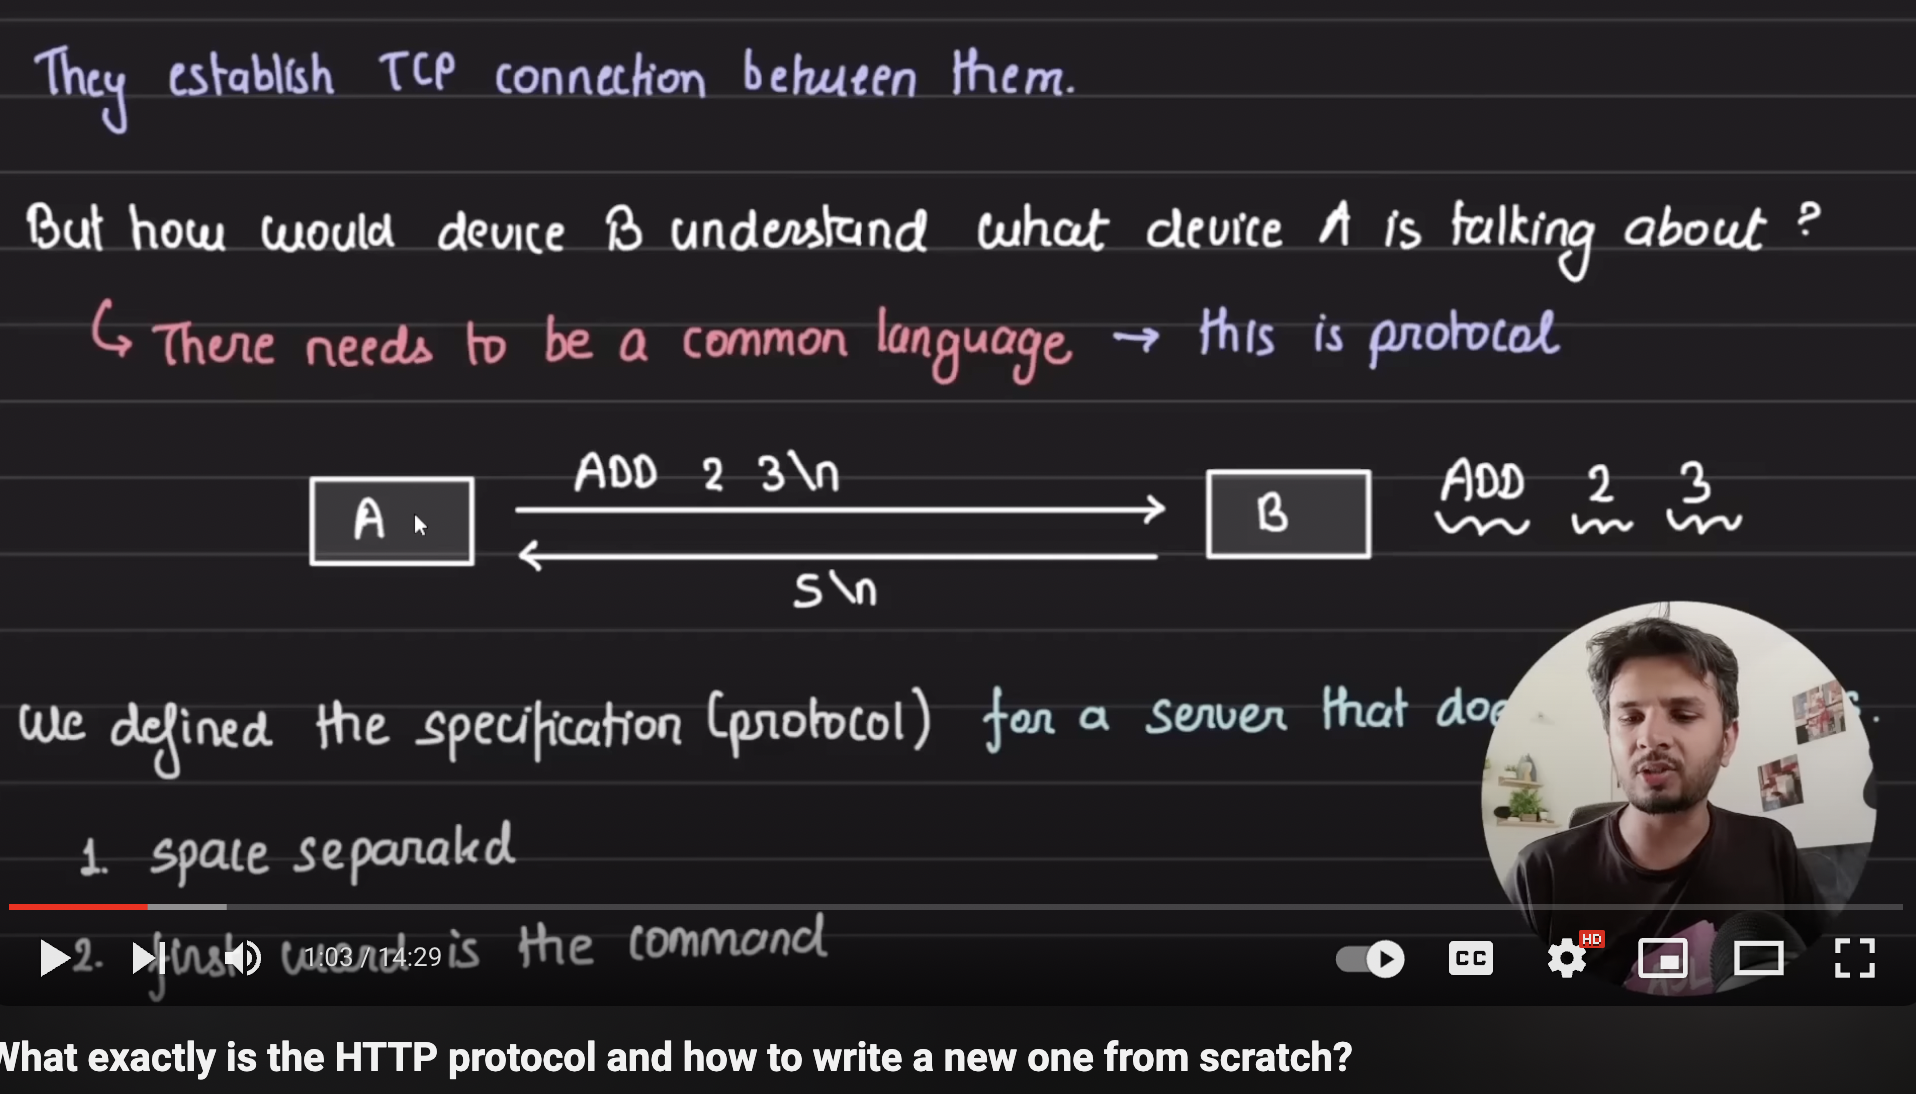 They establish TCP connection between them.
But how would device B understand what device A is talking about ?
↳ There needs to be a common language → this is protocol
ADD 2 3\n
A
B
ADD 2 3
5\n
We defined the specification (protocol) for a server that
1. space separated
2. first word is the command
1:03 / 14:29
CC
HD
What exactly is the HTTP protocol and how to write a new one from scratch?